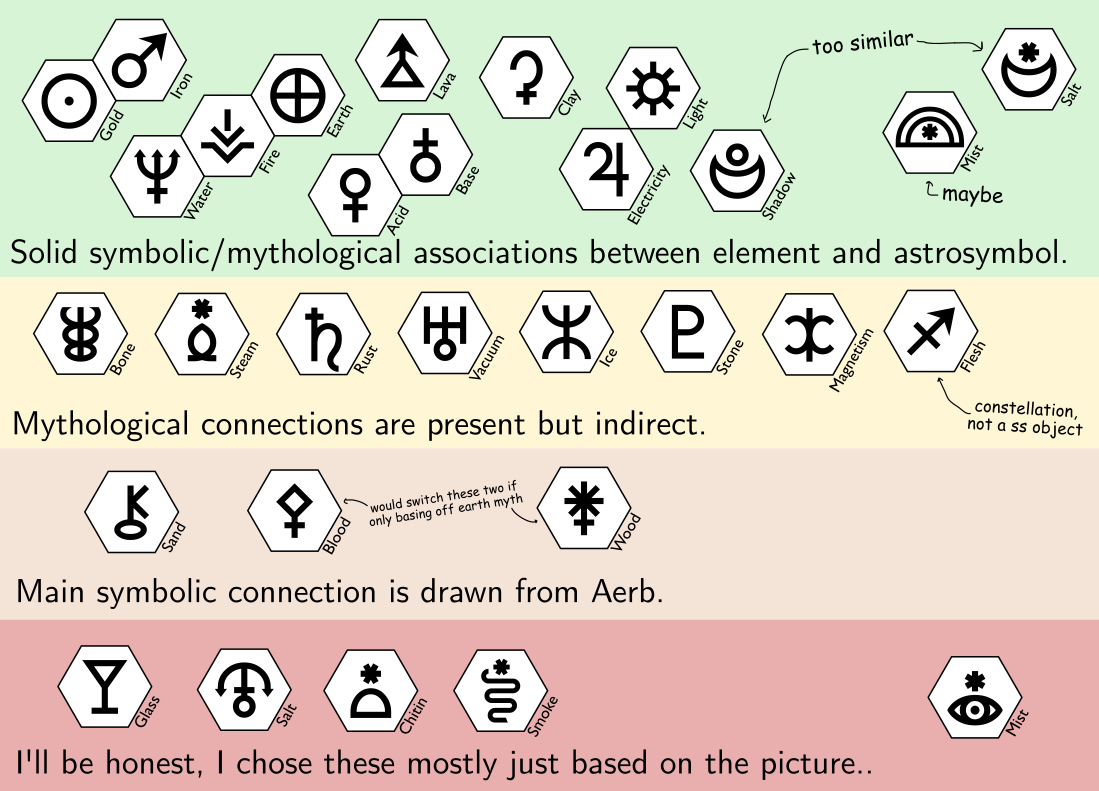 Gold
Iron
Water
Fire
Earth
Lava
Acid
Base
Clay
Electricity
Light
Shadow
too similar
Mist
maybe
Salt
Solid symbolic/mythological associations between element and astrosymbol.
Bone
Steam
Rust
Vacuum
Ice
Stone
Magnetism
Flesh
constellation,
not a ss object
Mythological connections are present but indirect.
Sand
Blood
would switch these two if
only basing off earth myth
Wood
Main symbolic connection is drawn from Aerb.
Glass
Salt
Chitin
Smoke
Mist
I'll be honest, I chose these mostly just based on the picture..